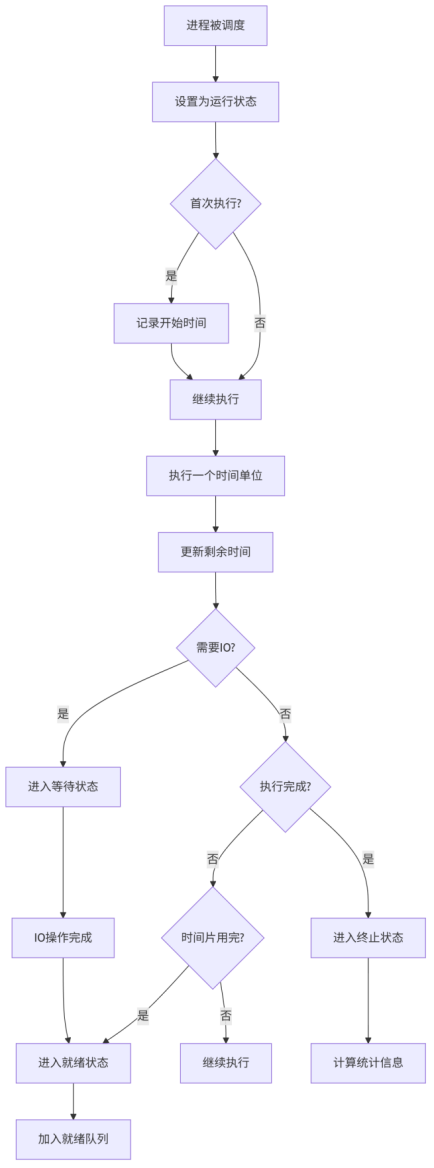 进程被调度
设置为运行状态
首次执行?
是
记录开始时间
否
继续执行
执行一个时间单位
更新剩余时间
需要IO?
是
否
进入等待状态
执行完成?
否
是
IO操作完成
时间片用完?
进入终止状态
是
否
进入就绪状态
继续执行
计算统计信息
加入就绪队列